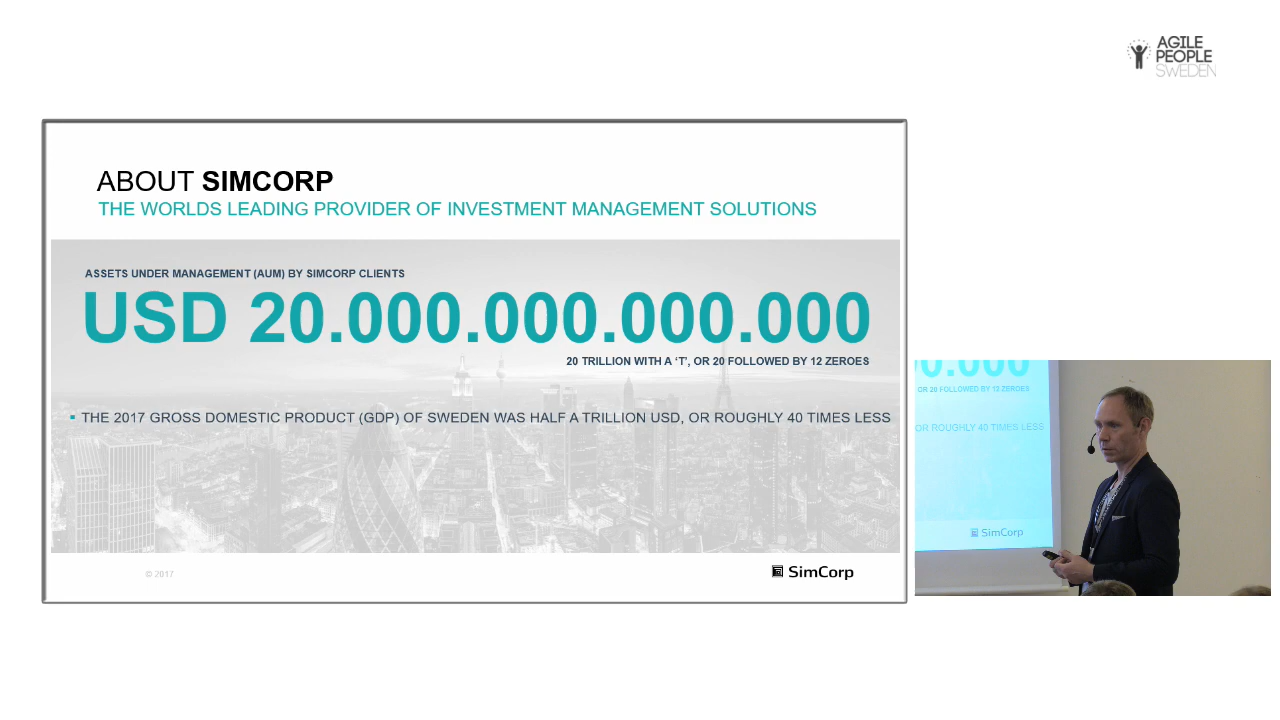 AGILE
PEOPLE
SWEDEN
ABOUT SIMCORP
THE WORLDS LEADING PROVIDER OF INVESTMENT MANAGEMENT SOLUTIONS
ASSETS UNDER MANAGEMENT (AUM) BY SIMCORP CLIENTS
USD 20.000.000.000.000
20 TRILLION WITH A ‘T’, OR 20 FOLLOWED BY 12 ZEROES
▪ THE 2017 GROSS DOMESTIC PRODUCT (GDP) OF SWEDEN WAS HALF A TRILLION USD, OR ROUGHLY 40 TIMES LESS
© 2017
SimCorp
00.000
OR 20 FOLLOWED BY 12 ZEROES
OR ROUGHLY 40 TIMES LESS
SimCorp